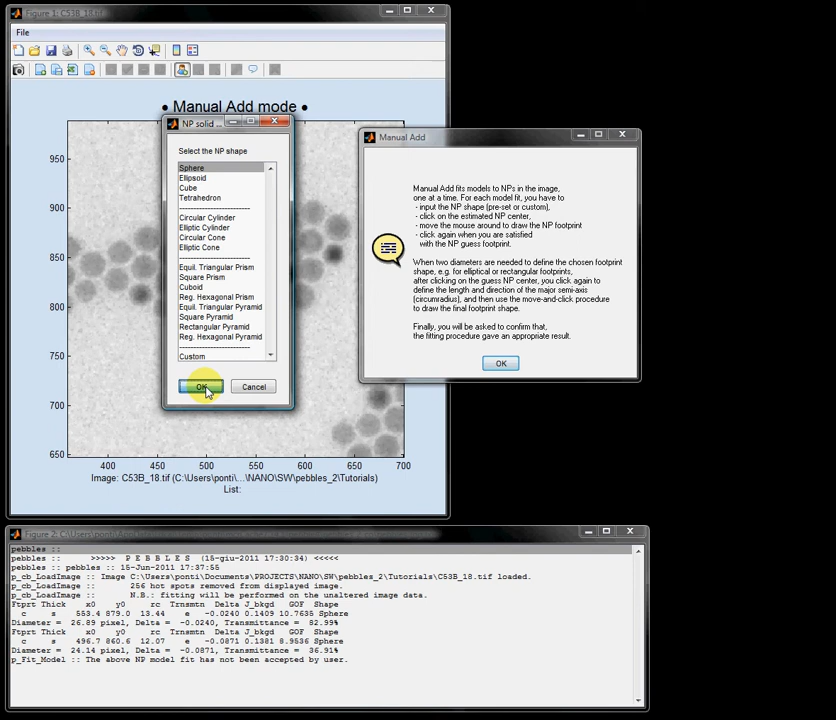 Figure 1: C53B_18.tif
File
• Manual Add mode •
950
900
850
800
750
700
650
400
450
500
550
600
650
700
Image: C53B_18.tif (C:\Users\ponti\...\NANO\SW\pebbles_2\Tutorials)
List:
NP solid ...
Select the NP shape
Sphere
Ellipsoid
Cube
Tetrahedron
Circular Cylinder
Elliptic Cylinder
Circular Cone
Elliptic Cone
Equil. Triangular Prism
Square Prism
Cuboid
Reg. Hexagonal Prism
Equil. Triangular Pyramid
Square Pyramid
Rectangular Pyramid
Reg. Hexagonal Pyramid
Custom
OK
Cancel
Manual Add
Manual Add fits models to NPs in the image,
one at a time. For each model fit, you have to
- input the NP shape (pre-set or custom),
- click on the estimated NP center,
- move the mouse around to draw the NP footprint
- click again when you are satisfied
with the NP guess footprint.
When two diameters are needed to define the chosen footprint
shape, e.g. for elliptical or rectangular footprints,
after clicking on the guess NP center, you click again to
define the length and direction of the major semi-axis
(circumradius), and then use the move-and-click procedure
to draw the final footprint shape.
Finally, you will be asked to confirm that,
the fitting procedure gave an appropriate result.
OK
Figure 2: C:\Users\ponti\
pebbles ::
pebbles :: >>>>> P E B B L E S (15-giu-2011 17:30:34) <<<<<
pebbles :: pebbles :: 15-Jun-2011 17:37:55
p_cb_LoadImage :: Image C:\Users\ponti\Documents\PROJECTS\NANO\SW\pebbles_2\Tutorials\C53B_18.tif loaded.
p_cb_LoadImage :: 256 hot spots removed from displayed image.
p_cb_LoadImage :: N.B.: fitting will be performed on the unaltered image data.
Ftprt Thick x0 y0 rc Trnsmtn Delta J_bkgd GOF Shape
c s 553.4 879.0 13.44 e -0.0240 0.1409 10.7635 Sphere
Diameter = 26.89 pixel, Delta = -0.0240, Transmittance = 82.99%
Ftprt Thick x0 y0 rc Trnsmtn Delta J_bkgd GOF Shape
c s 496.7 860.6 12.07 e -0.0871 0.1381 8.9536 Sphere
Diameter = 24.14 pixel, Delta = -0.0871, Transmittance = 36.91%
p_Fit_Model :: The above NP model fit has not been accepted by user.